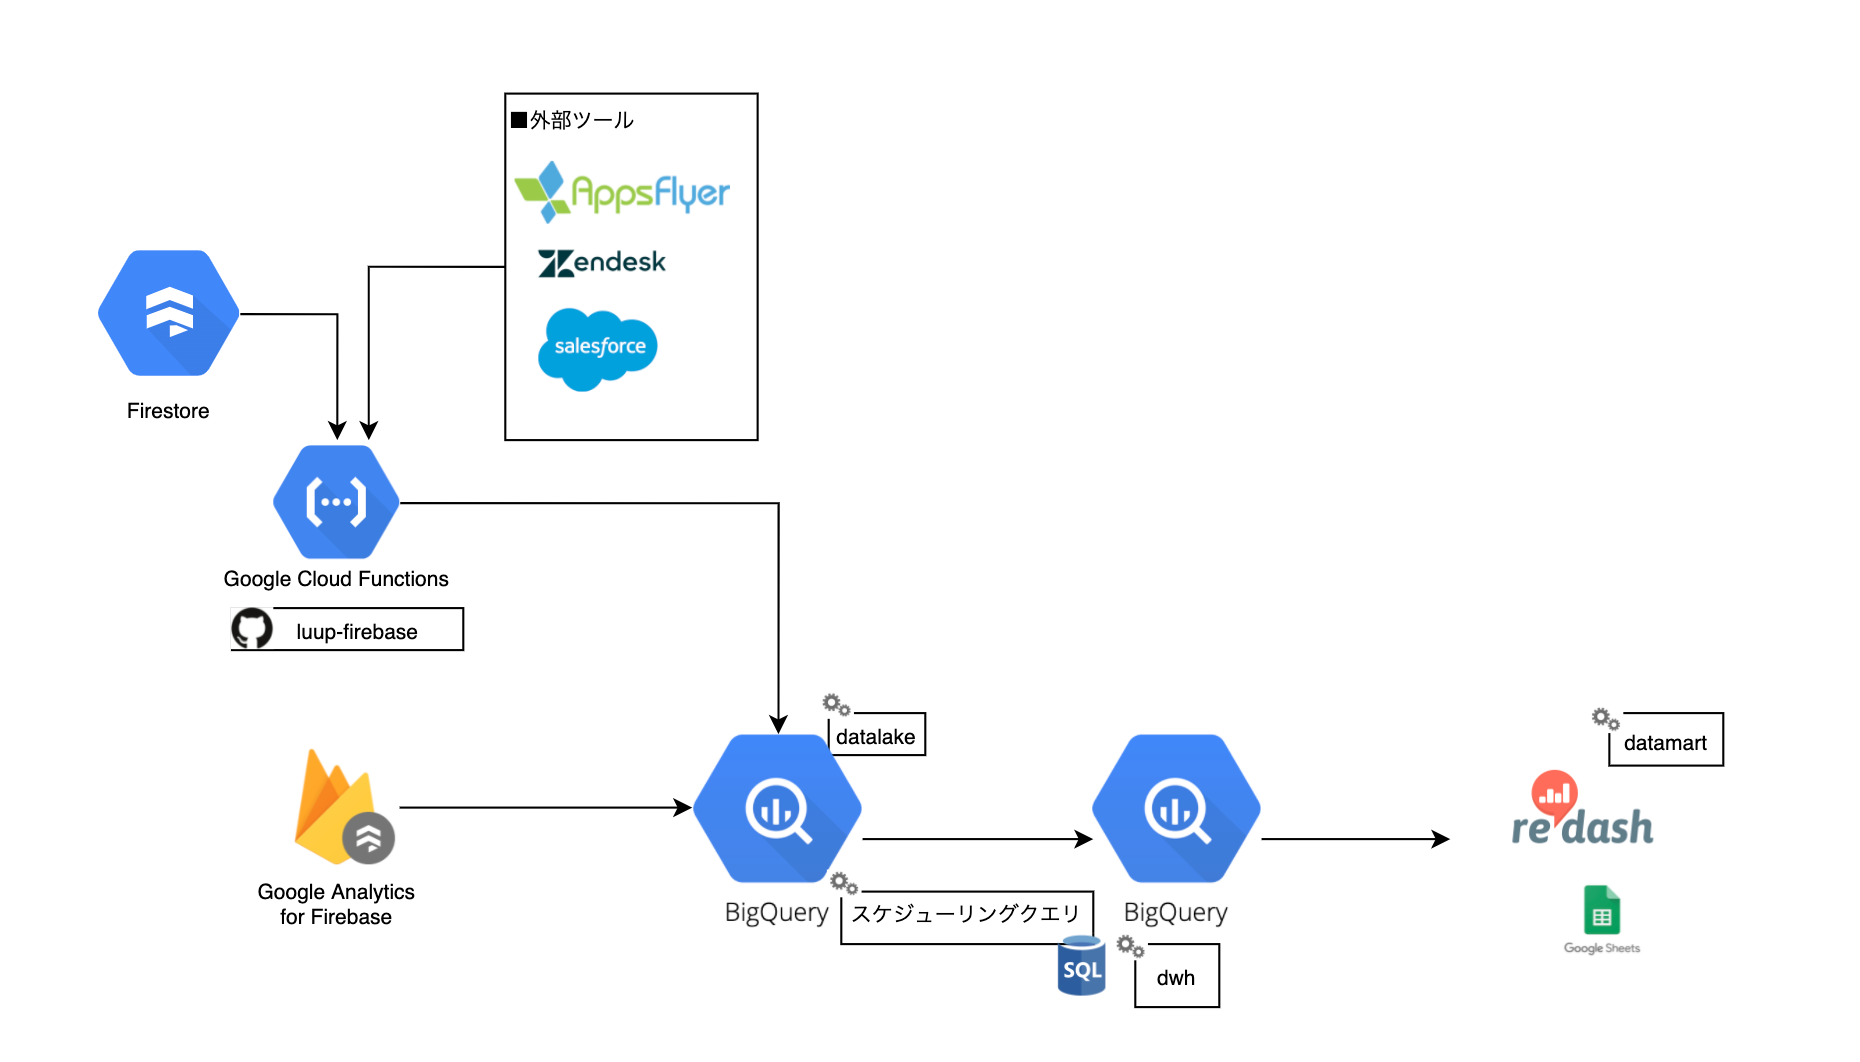 ■外部ツール
AppsFlyer
zendesk
salesforce
Firestore
Google Cloud Functions
luup-firebase
datalake
datamart
redash
Google Analytics
for Firebase
BigQuery
スケジューリングクエリ
BigQuery
Google Sheets
SQL
dwh